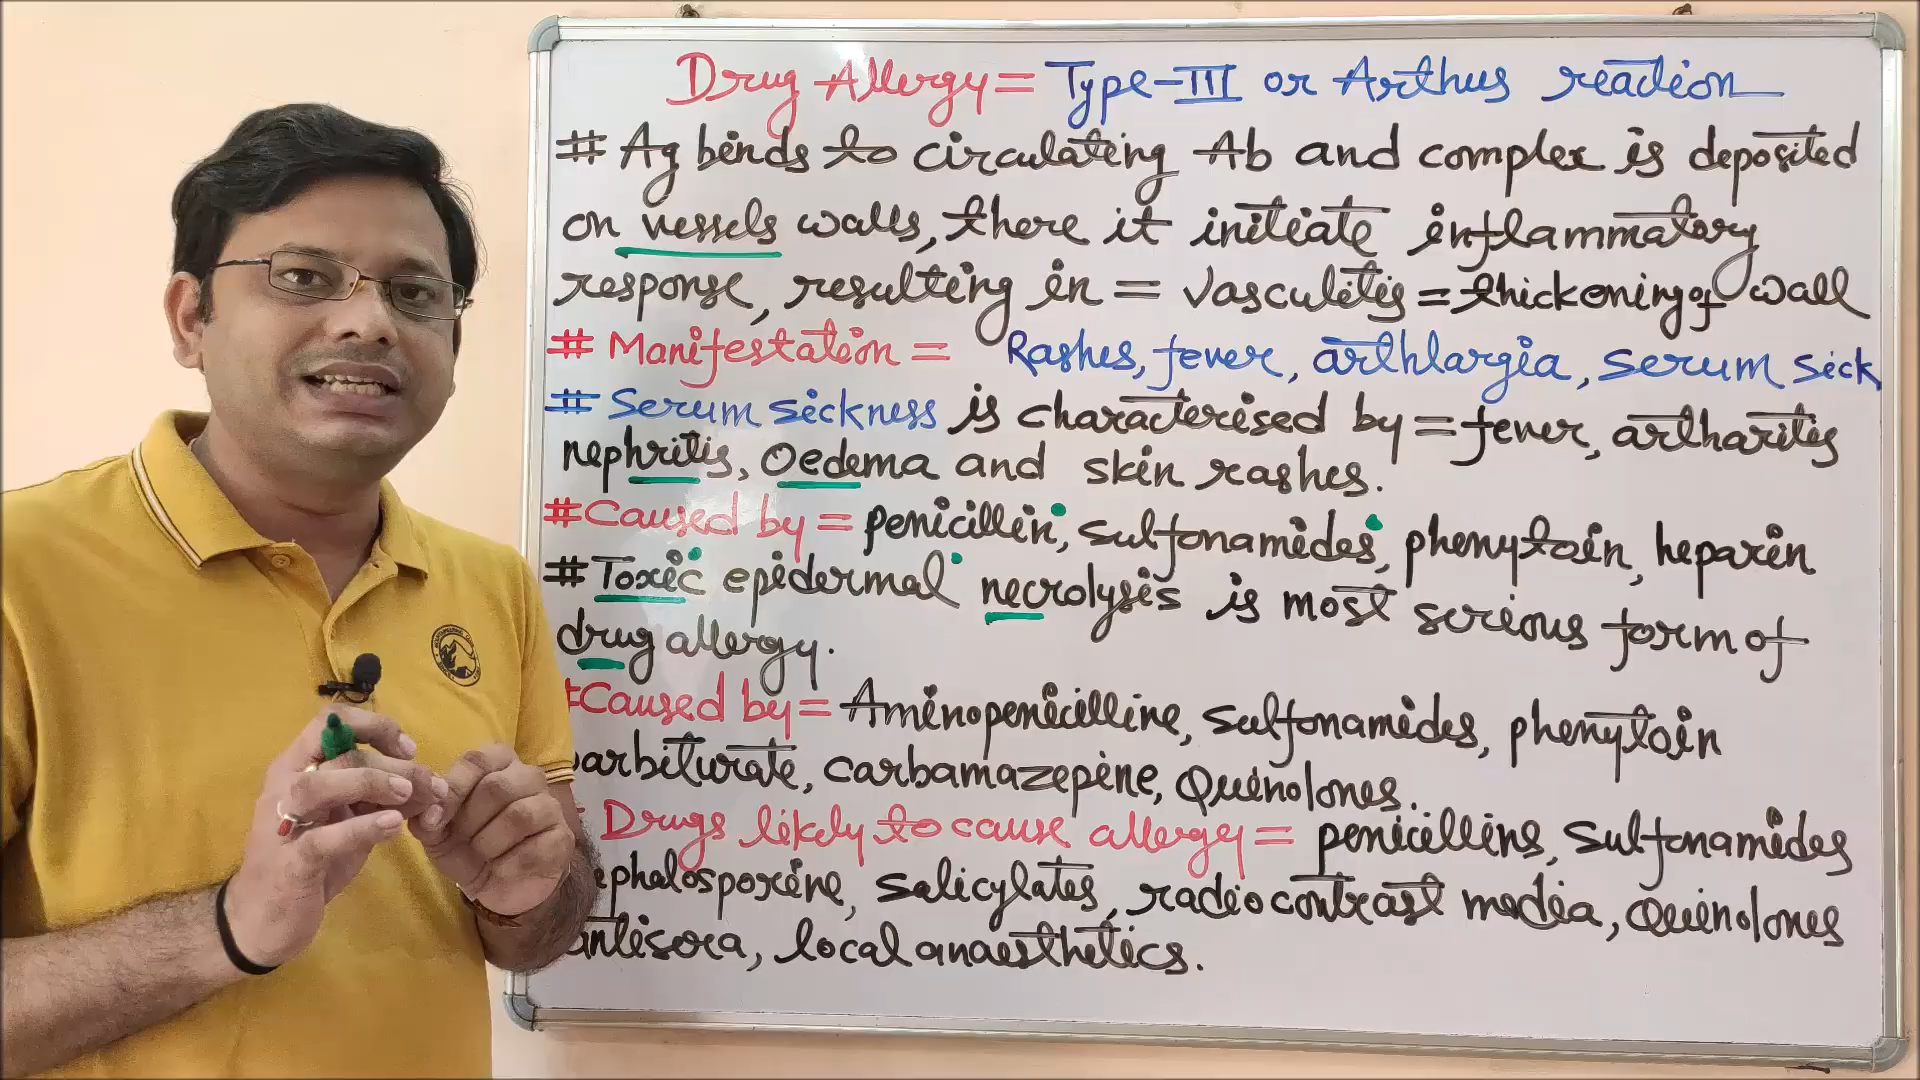 Drug Allergy = Type-III or Arthus reaction
# Ag binds to circulating Ab and complex is deposited
on vessels walls, there it initiate inflammatory
response, resulting in = vasculitis = thickening of wall
# Manifestation = Rashes, fever, arthlargia, serum sick
# Serum sickness is characterised by = fever, artharitis
nephritis, Oedema and skin rashes.
# Caused by = penicillin, sulfonamides, phenytoin, heparin
# Toxic epidermal necrolysis is most serious form of
drug allergy.
Caused by = Aminopenicilline, sulfonamides, phenytoin
arbiturate, carbamazepine, Quinolones.
Drugs likely to cause allergy = penicillins, sulfonamides
ephalosporine, salicylates, radiocontrast media, Quinolones
antisera, local anaesthetics.